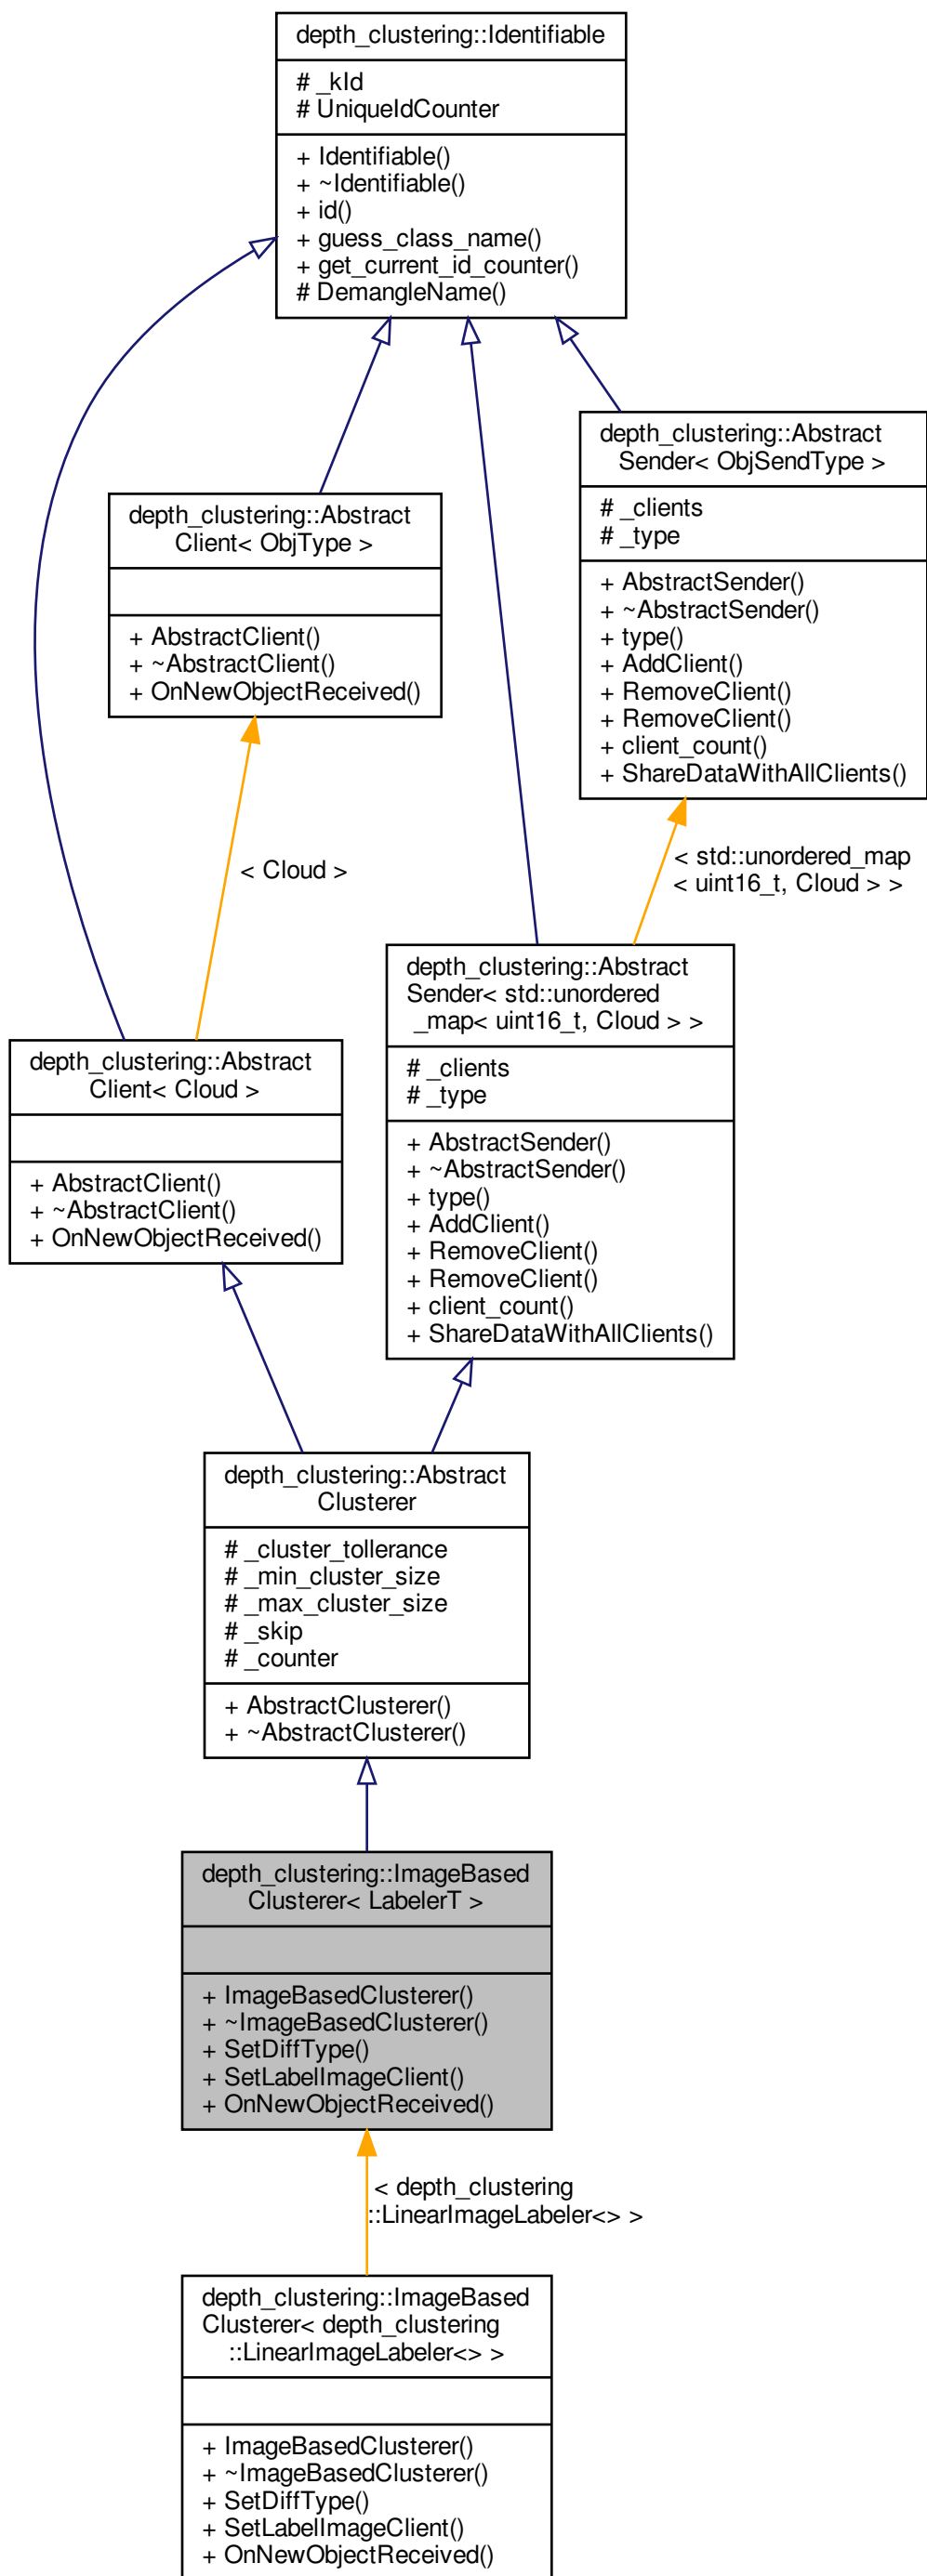 depth_clustering::Identifiable
# _kId
# UniqueIdCounter
+ Identifiable()
+ ~Identifiable()
+ id()
+ guess_class_name()
+ get_current_id_counter()
# DemangleName()
depth_clustering::Abstract
Sender< ObjSendType >
# _clients
# _type
+ AbstractSender()
+ ~AbstractSender()
+ type()
+ AddClient()
+ RemoveClient()
+ RemoveClient()
+ client_count()
+ ShareDataWithAllClients()
depth_clustering::Abstract
Client< ObjType >
+ AbstractClient()
+ ~AbstractClient()
+ OnNewObjectReceived()
< Cloud >
< std::unordered_map
< uint16_t, Cloud > >
depth_clustering::Abstract
Sender< std::unordered
_map< uint16_t, Cloud > >
# _clients
# _type
+ AbstractSender()
+ ~AbstractSender()
+ type()
+ AddClient()
+ RemoveClient()
+ RemoveClient()
+ client_count()
+ ShareDataWithAllClients()
depth_clustering::Abstract
Client< Cloud >
+ AbstractClient()
+ ~AbstractClient()
+ OnNewObjectReceived()
depth_clustering::Abstract
Clusterer
# _cluster_tollerance
# _min_cluster_size
# _max_cluster_size
# _skip
# _counter
+ AbstractClusterer()
+ ~AbstractClusterer()
depth_clustering::ImageBased
Clusterer< LabelerT >
+ ImageBasedClusterer()
+ ~ImageBasedClusterer()
+ SetDiffType()
+ SetLabelImageClient()
+ OnNewObjectReceived()
< depth_clustering
::LinearImageLabeler<> >
depth_clustering::ImageBased
Clusterer< depth_clustering
::LinearImageLabeler<> >
+ ImageBasedClusterer()
+ ~ImageBasedClusterer()
+ SetDiffType()
+ SetLabelImageClient()
+ OnNewObjectReceived()